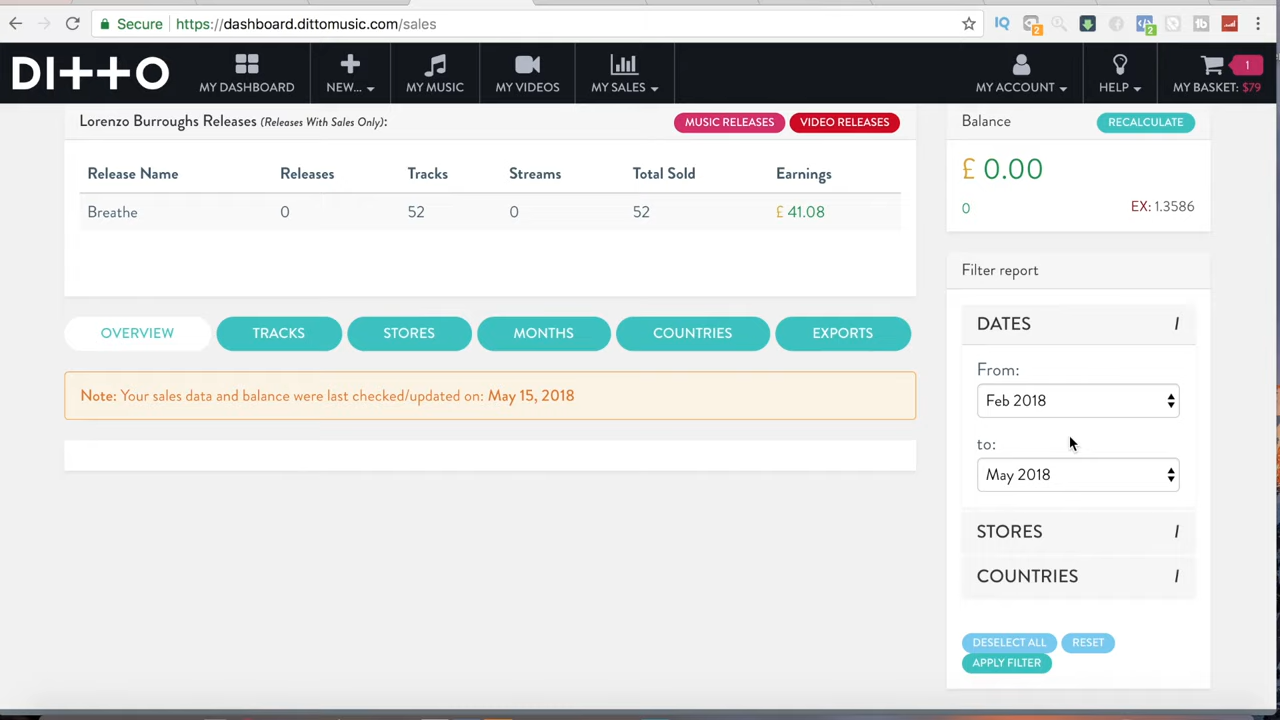 Secure https://dashboard.dittomusic.com/sales
IQ 2 2
DITTO MY DASHBOARD NEW... MY MUSIC MY VIDEOS MY SALES MY ACCOUNT HELP MY BASKET: $79 1
Lorenzo Burroughs Releases (Releases With Sales Only): MUSIC RELEASES VIDEO RELEASES
Release Name Releases Tracks Streams Total Sold Earnings
Breathe 0 52 0 52 £ 41.08
OVERVIEW TRACKS STORES MONTHS COUNTRIES EXPORTS
Note: Your sales data and balance were last checked/updated on: May 15, 2018
Balance RECALCULATE
£ 0.00
0 EX: 1.3586
Filter report
DATES /
From:
Feb 2018
to:
May 2018
STORES /
COUNTRIES /
DESELECT ALL RESET
APPLY FILTER